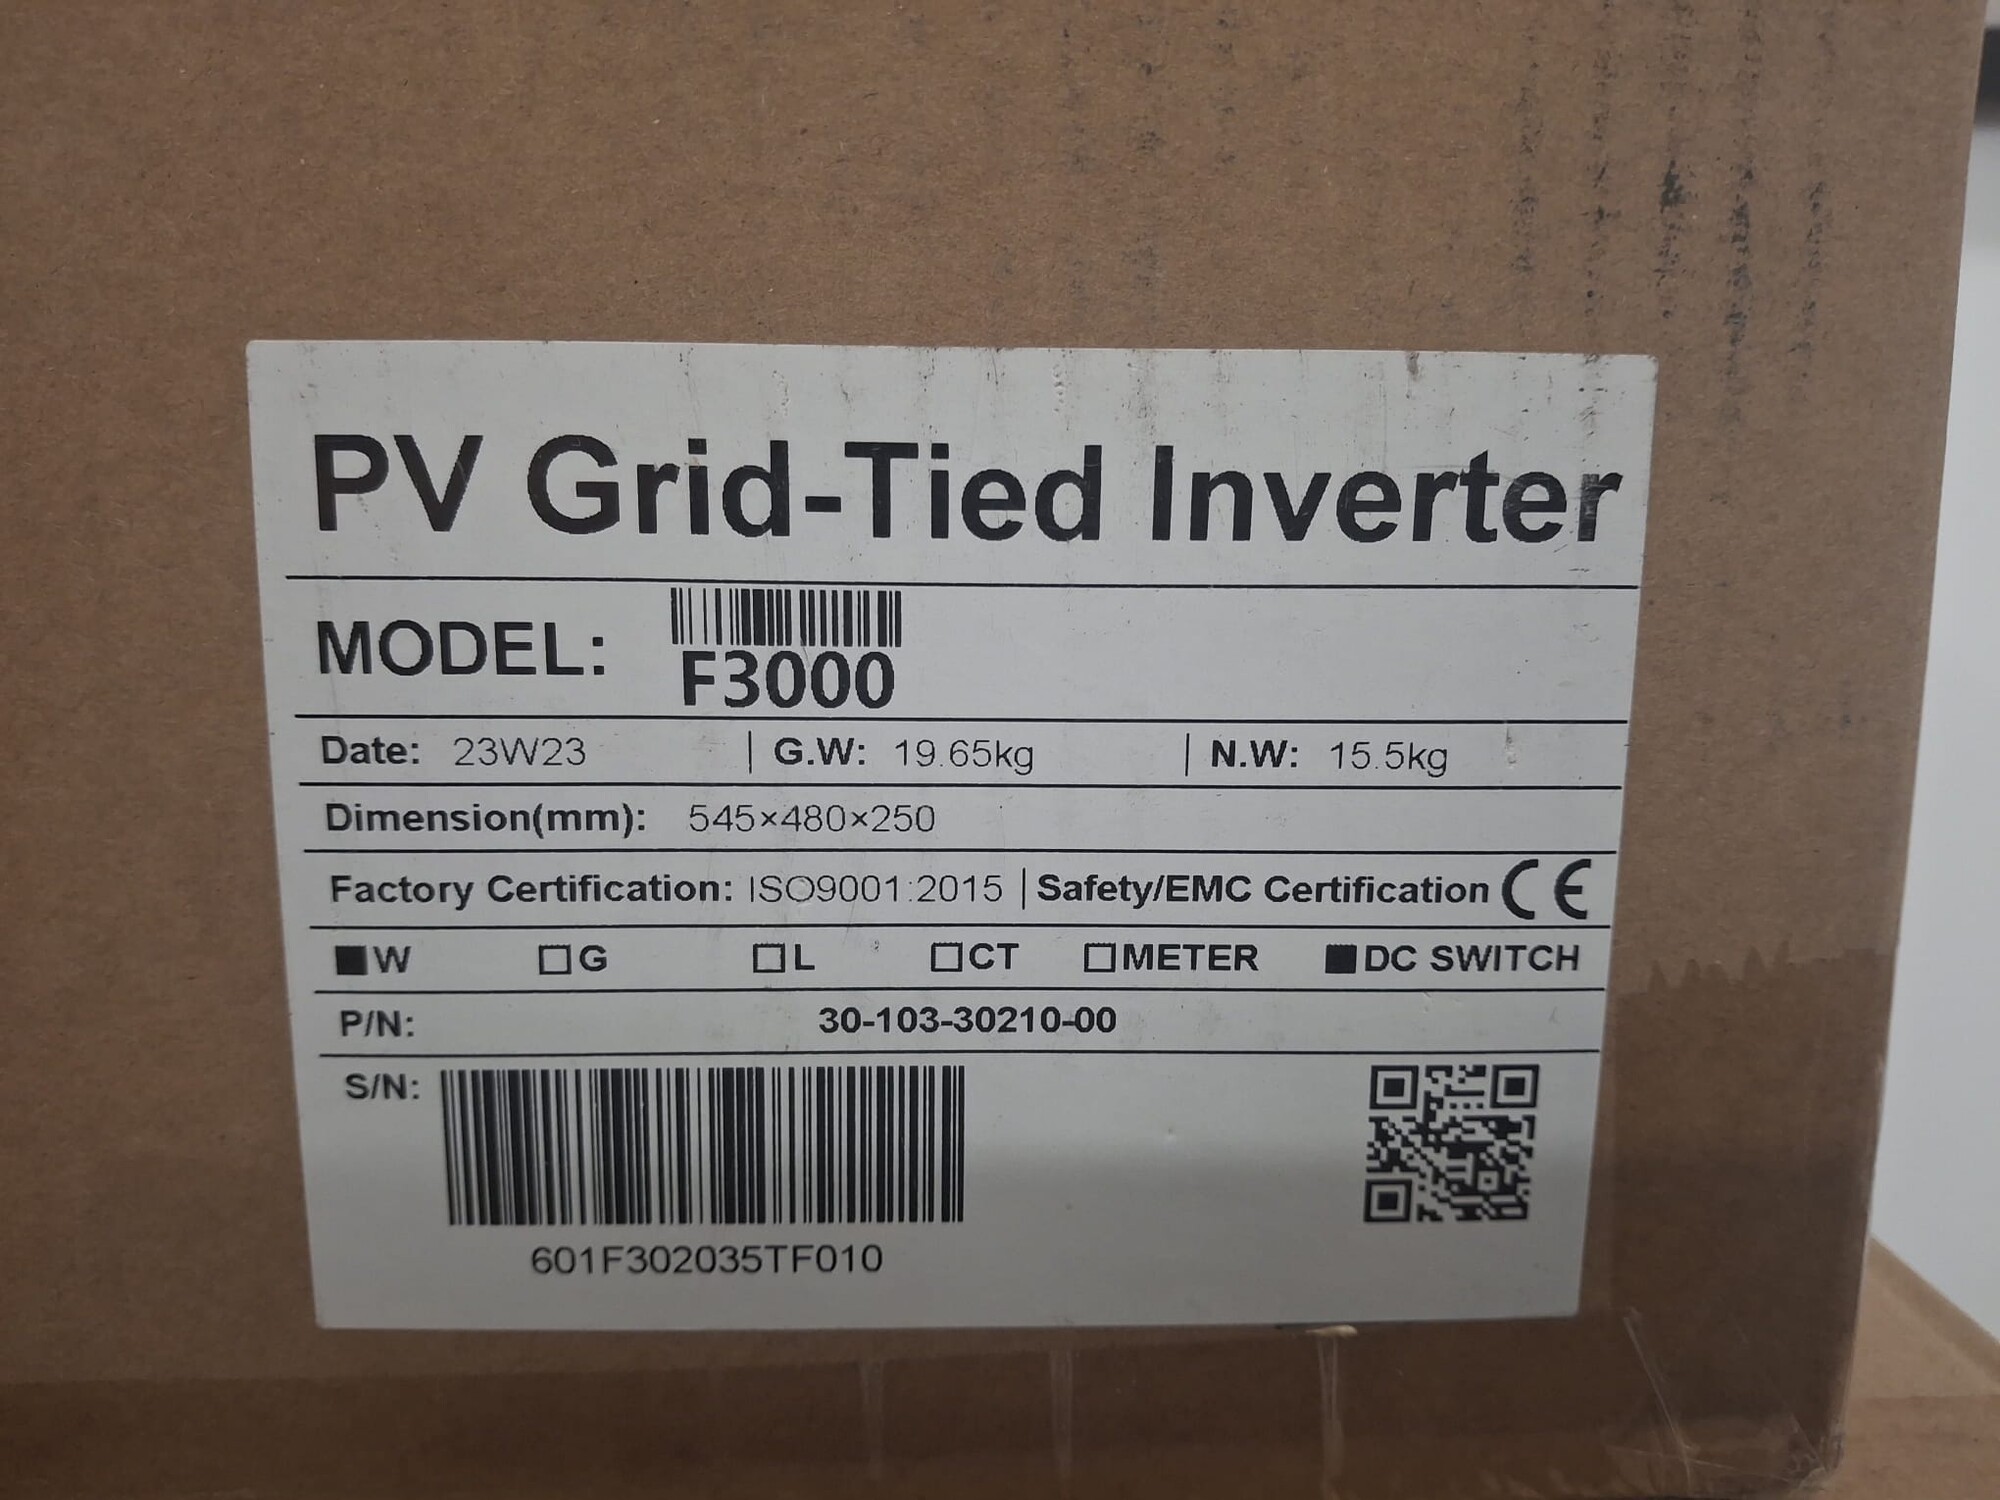 PV Grid-Tied Inverter
MODEL: F3000
Date: 23W23 | G.W: 19.65kg | N.W: 15.5kg
Dimension(mm): 545×480×250
Factory Certification: ISO9001:2015 | Safety/EMC Certification CE
■W □G □L □CT □METER ■DC SWITCH
P/N: 30-103-30210-00
S/N:
601F302035TF010